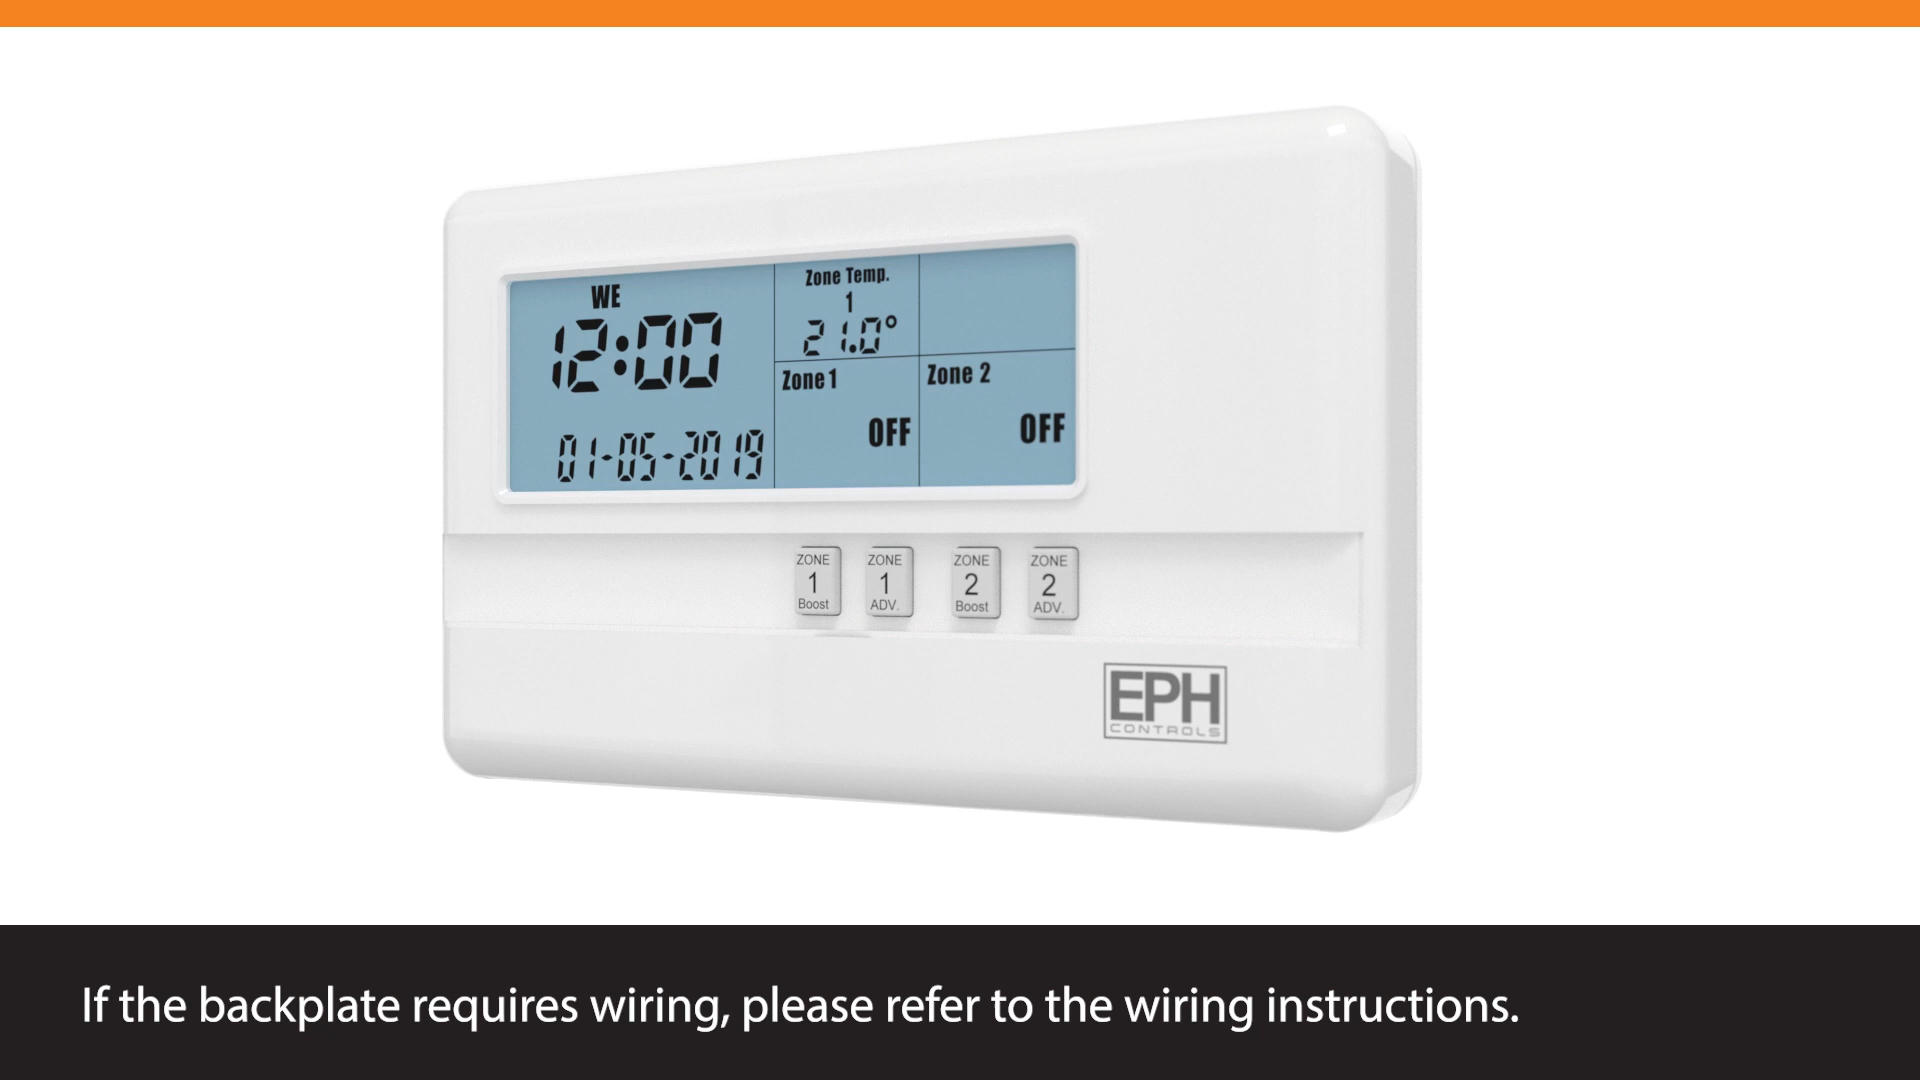 WE
12:00
01-05-2019
Zone Temp.
1
21.0°
Zone 1
OFF
Zone 2
OFF
ZONE
1
Boost
ZONE
1
ADV.
ZONE
2
Boost
ZONE
2
ADV.
EPH
CONTROLS
If the backplate requires wiring, please refer to the wiring instructions.